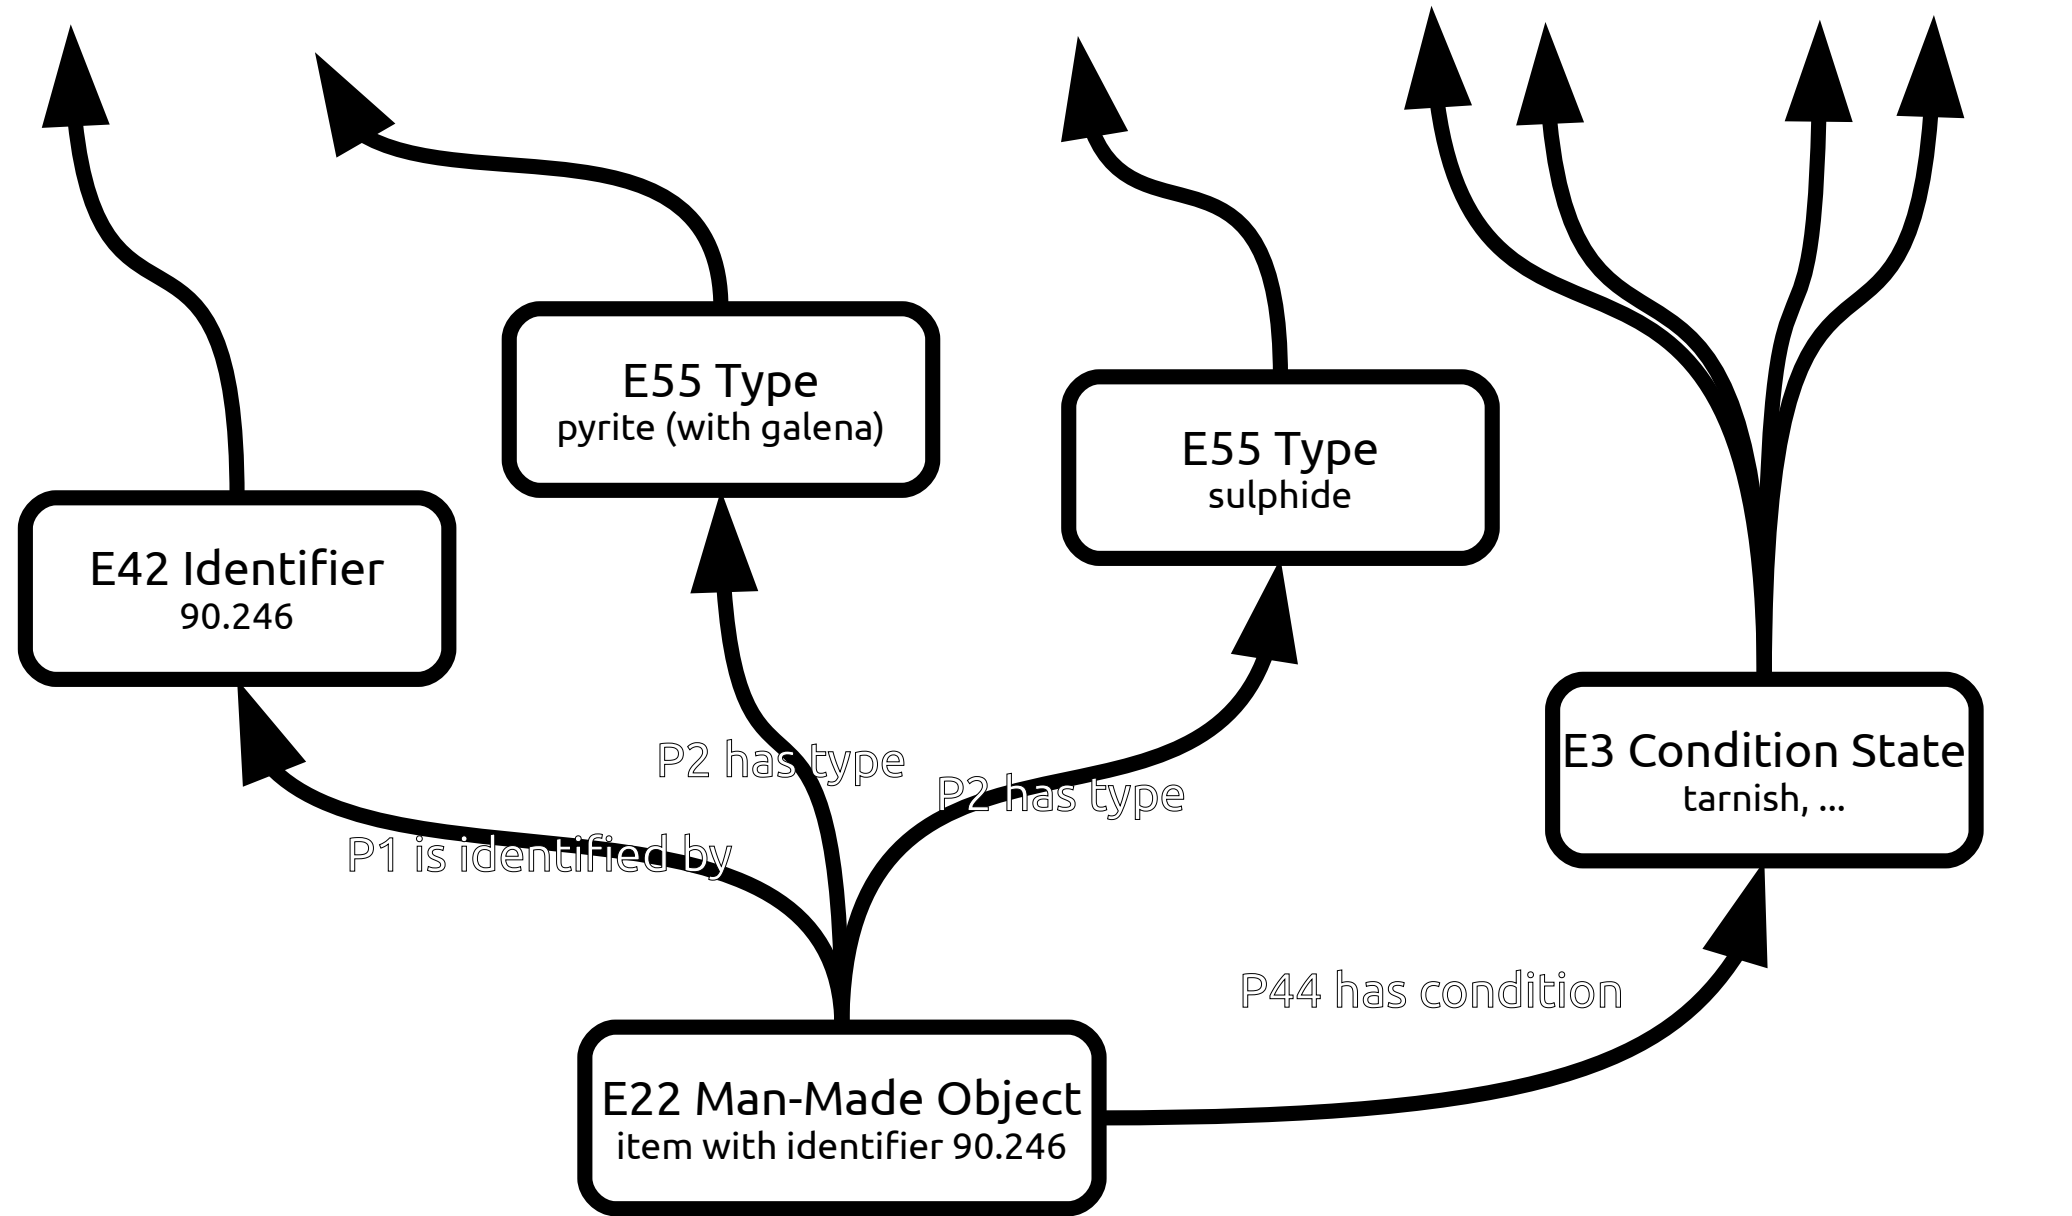 E55 Type
pyrite (with galena)
E55 Type
sulphide
E42 Identifier
90.246
P2 has type
P2 has type
E3 Condition State
tarnish, ...
P1 is identified by
P44 has condition
E22 Man-Made Object
item with identifier 90.246